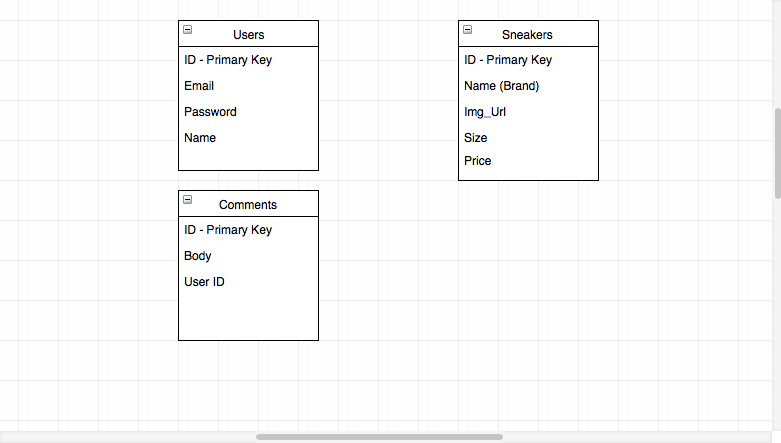 Users
ID - Primary Key
Email
Password
Name
Sneakers
ID - Primary Key
Name (Brand)
Img_Url
Size
Price
Comments
ID - Primary Key
Body
User ID